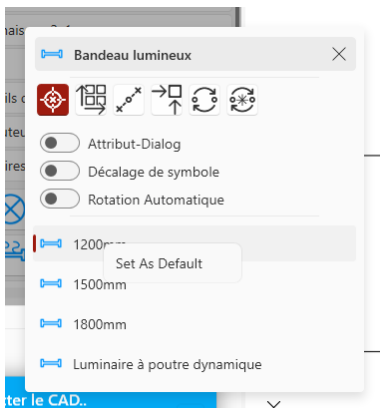 Bandeau lumineux
Attribut-Dialog
Décalage de symbole
Rotation Automatique
1200mm
Set As Default
1500mm
1800mm
Luminaire à poutre dynamique
cter le CAD..